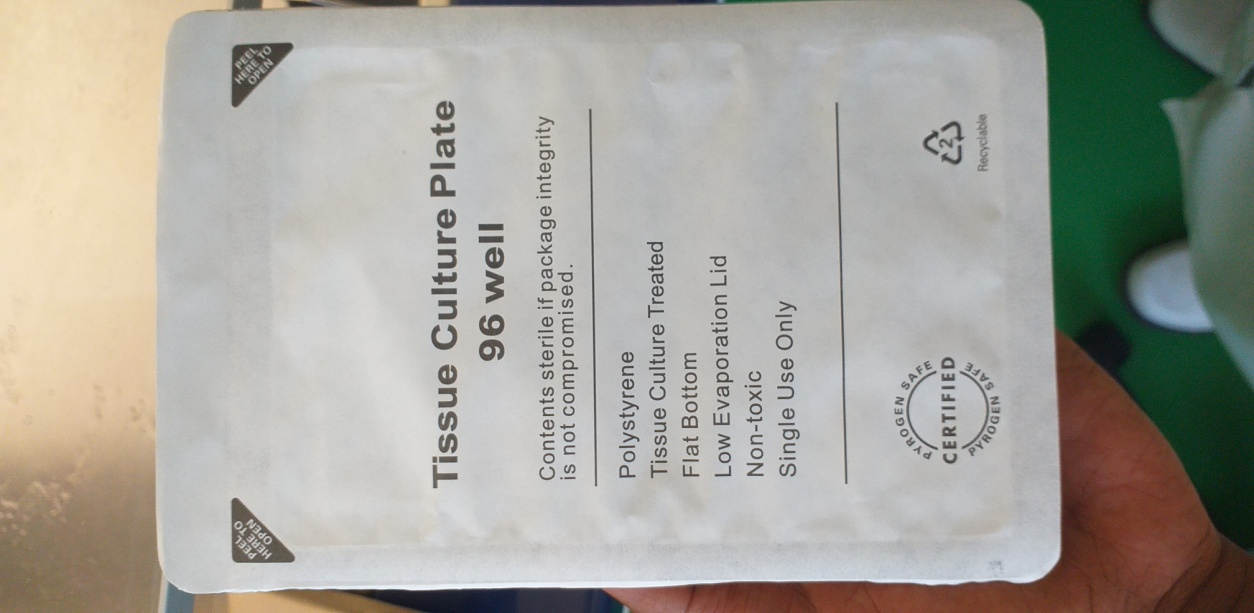 PEEL
HERE TO
OPEN
PEEL
HERE TO
OPEN
Tissue Culture Plate
96 well
Contents sterile if package integrity
is not compromised.
Polystyrene
Tissue Culture Treated
Flat Bottom
Low Evaporation Lid
Non-toxic
Single Use Only
PYROGEN SAFE
CERTIFIED
PYROGEN SAFE
2
Recyclable